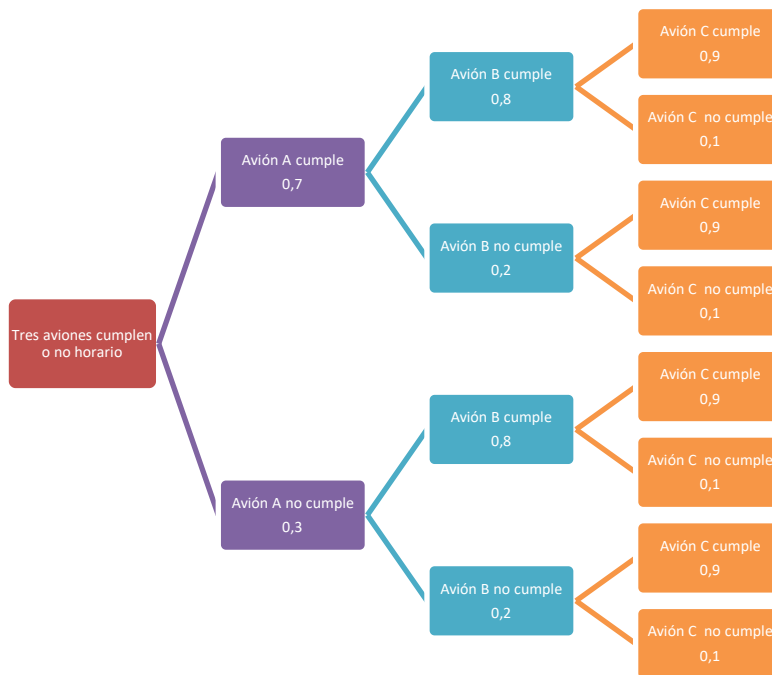 Tres aviones cumplen
o no horario
Avión A cumple
0,7
Avión B cumple
0,8
Avión C cumple
0,9
Avión C  no cumple
0,1
Avión B no cumple
0,2
Avión C cumple
0,9
Avión C  no cumple
0,1
Avión A no cumple
0,3
Avión B cumple
0,8
Avión C cumple
0,9
Avión C  no cumple
0,1
Avión B no cumple
0,2
Avión C cumple
0,9
Avión C  no cumple
0,1